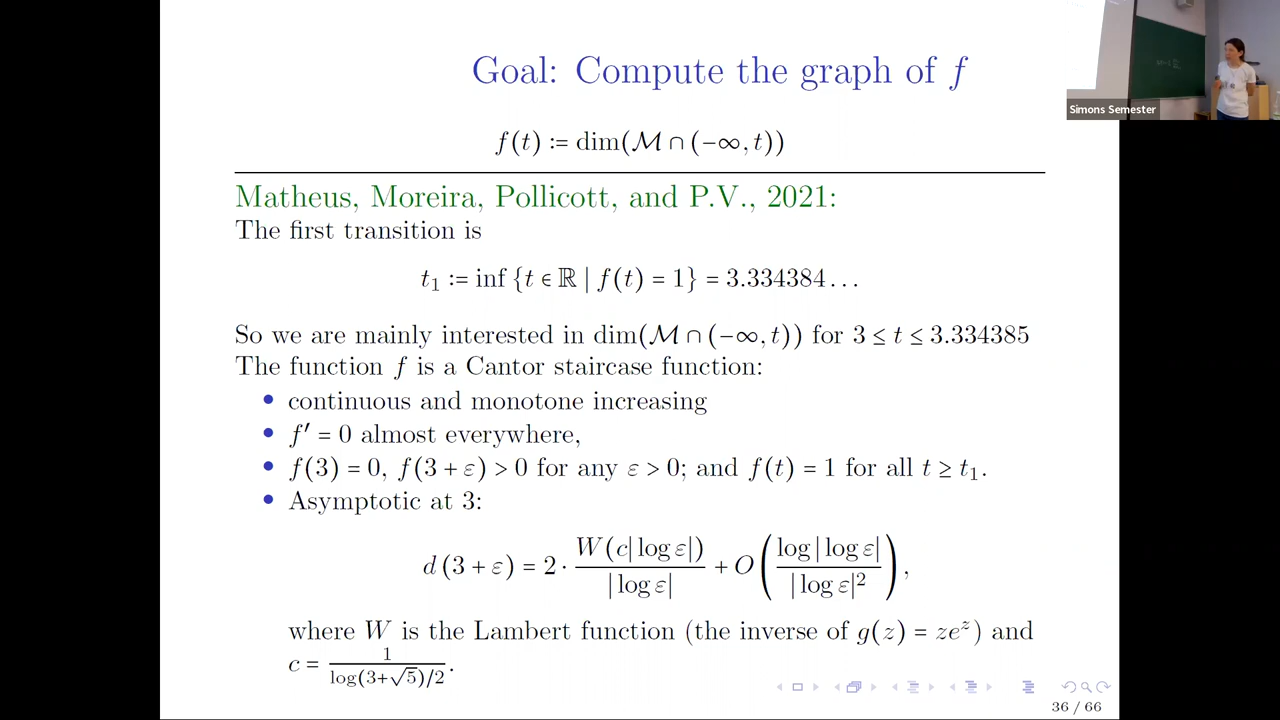 Goal: Compute the graph of f
Simons Semester
f(t) := dim(ℳ ∩ (−∞, t))
Matheus, Moreira, Pollicott, and P.V., 2021:
The first transition is
t₁ := inf {t ∈ ℝ | f(t) = 1} = 3.334384…
So we are mainly interested in dim(ℳ ∩ (−∞, t)) for 3 ≤ t ≤ 3.334385
The function f is a Cantor staircase function:
• continuous and monotone increasing
• f′ = 0 almost everywhere,
• f(3) = 0, f(3 + ε) > 0 for any ε > 0; and f(t) = 1 for all t ≥ t₁.
• Asymptotic at 3:
d (3 + ε) = 2 · W(c| log ε|) / | log ε| + O( log | log ε| / | log ε|² ),
where W is the Lambert function (the inverse of g(z) = zeᶻ) and
c = 1 / log(3+√5)/2 .
36 / 66